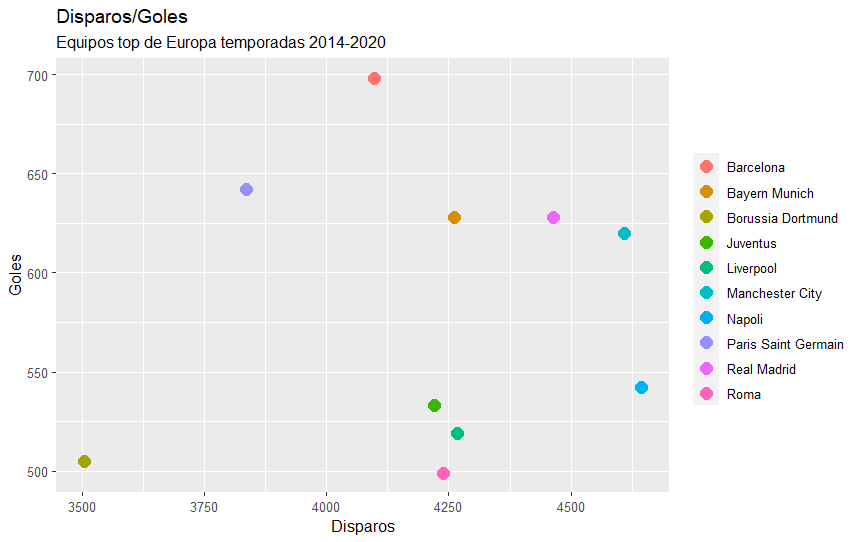 Disparos/Goles
Equipos top de Europa temporadas 2014-2020
Goles
700
650
600
550
500
3500 3750 4000 4250 4500
Disparos
Barcelona
Bayern Munich
Borussia Dortmund
Juventus
Liverpool
Manchester City
Napoli
Paris Saint Germain
Real Madrid
Roma